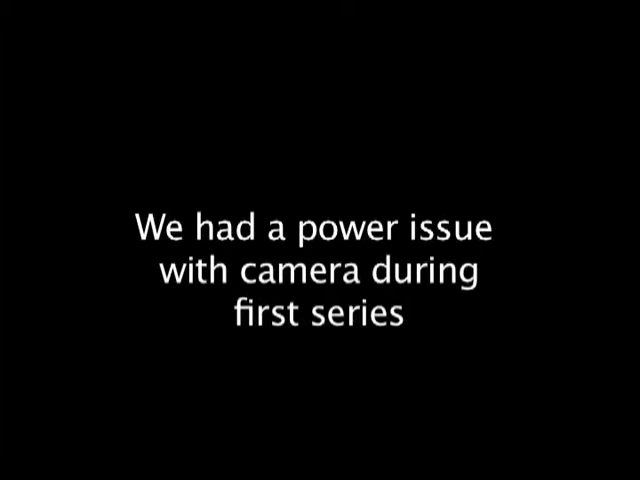 We had a power issue
with camera during
first series